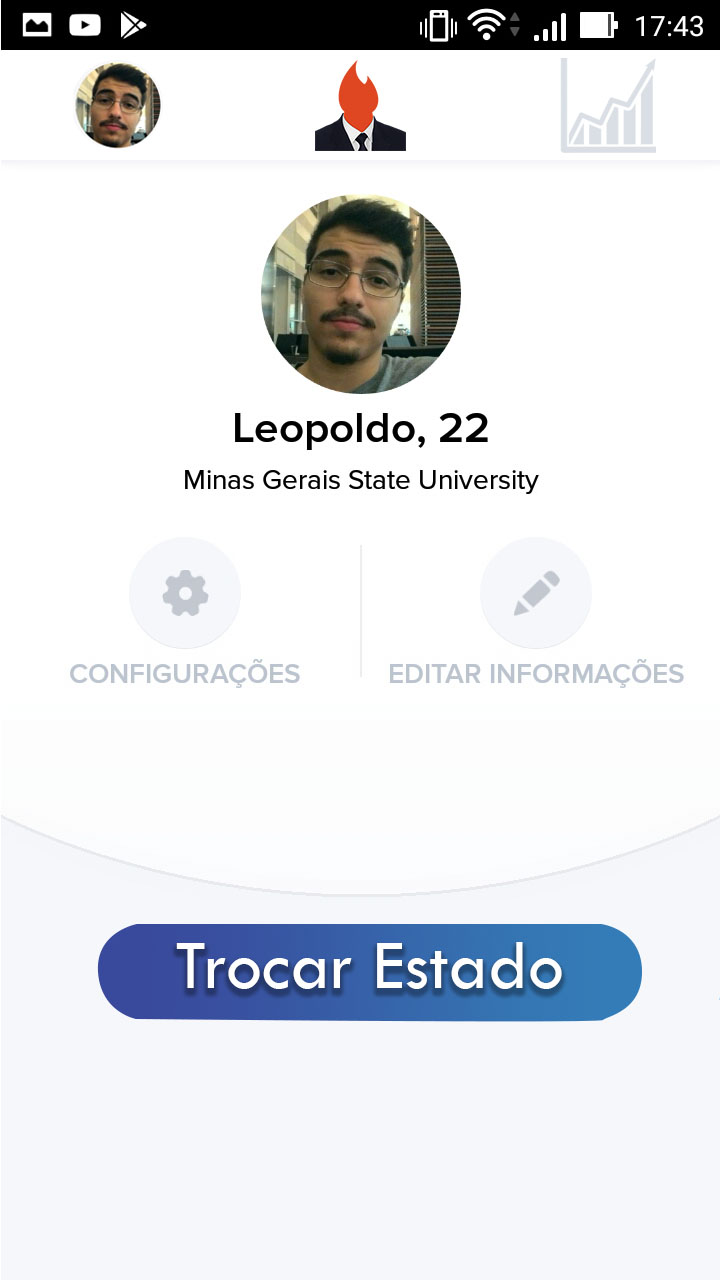 17:43
Leopoldo, 22
Minas Gerais State University
CONFIGURAÇÕES
EDITAR INFORMAÇÕES
Trocar Estado